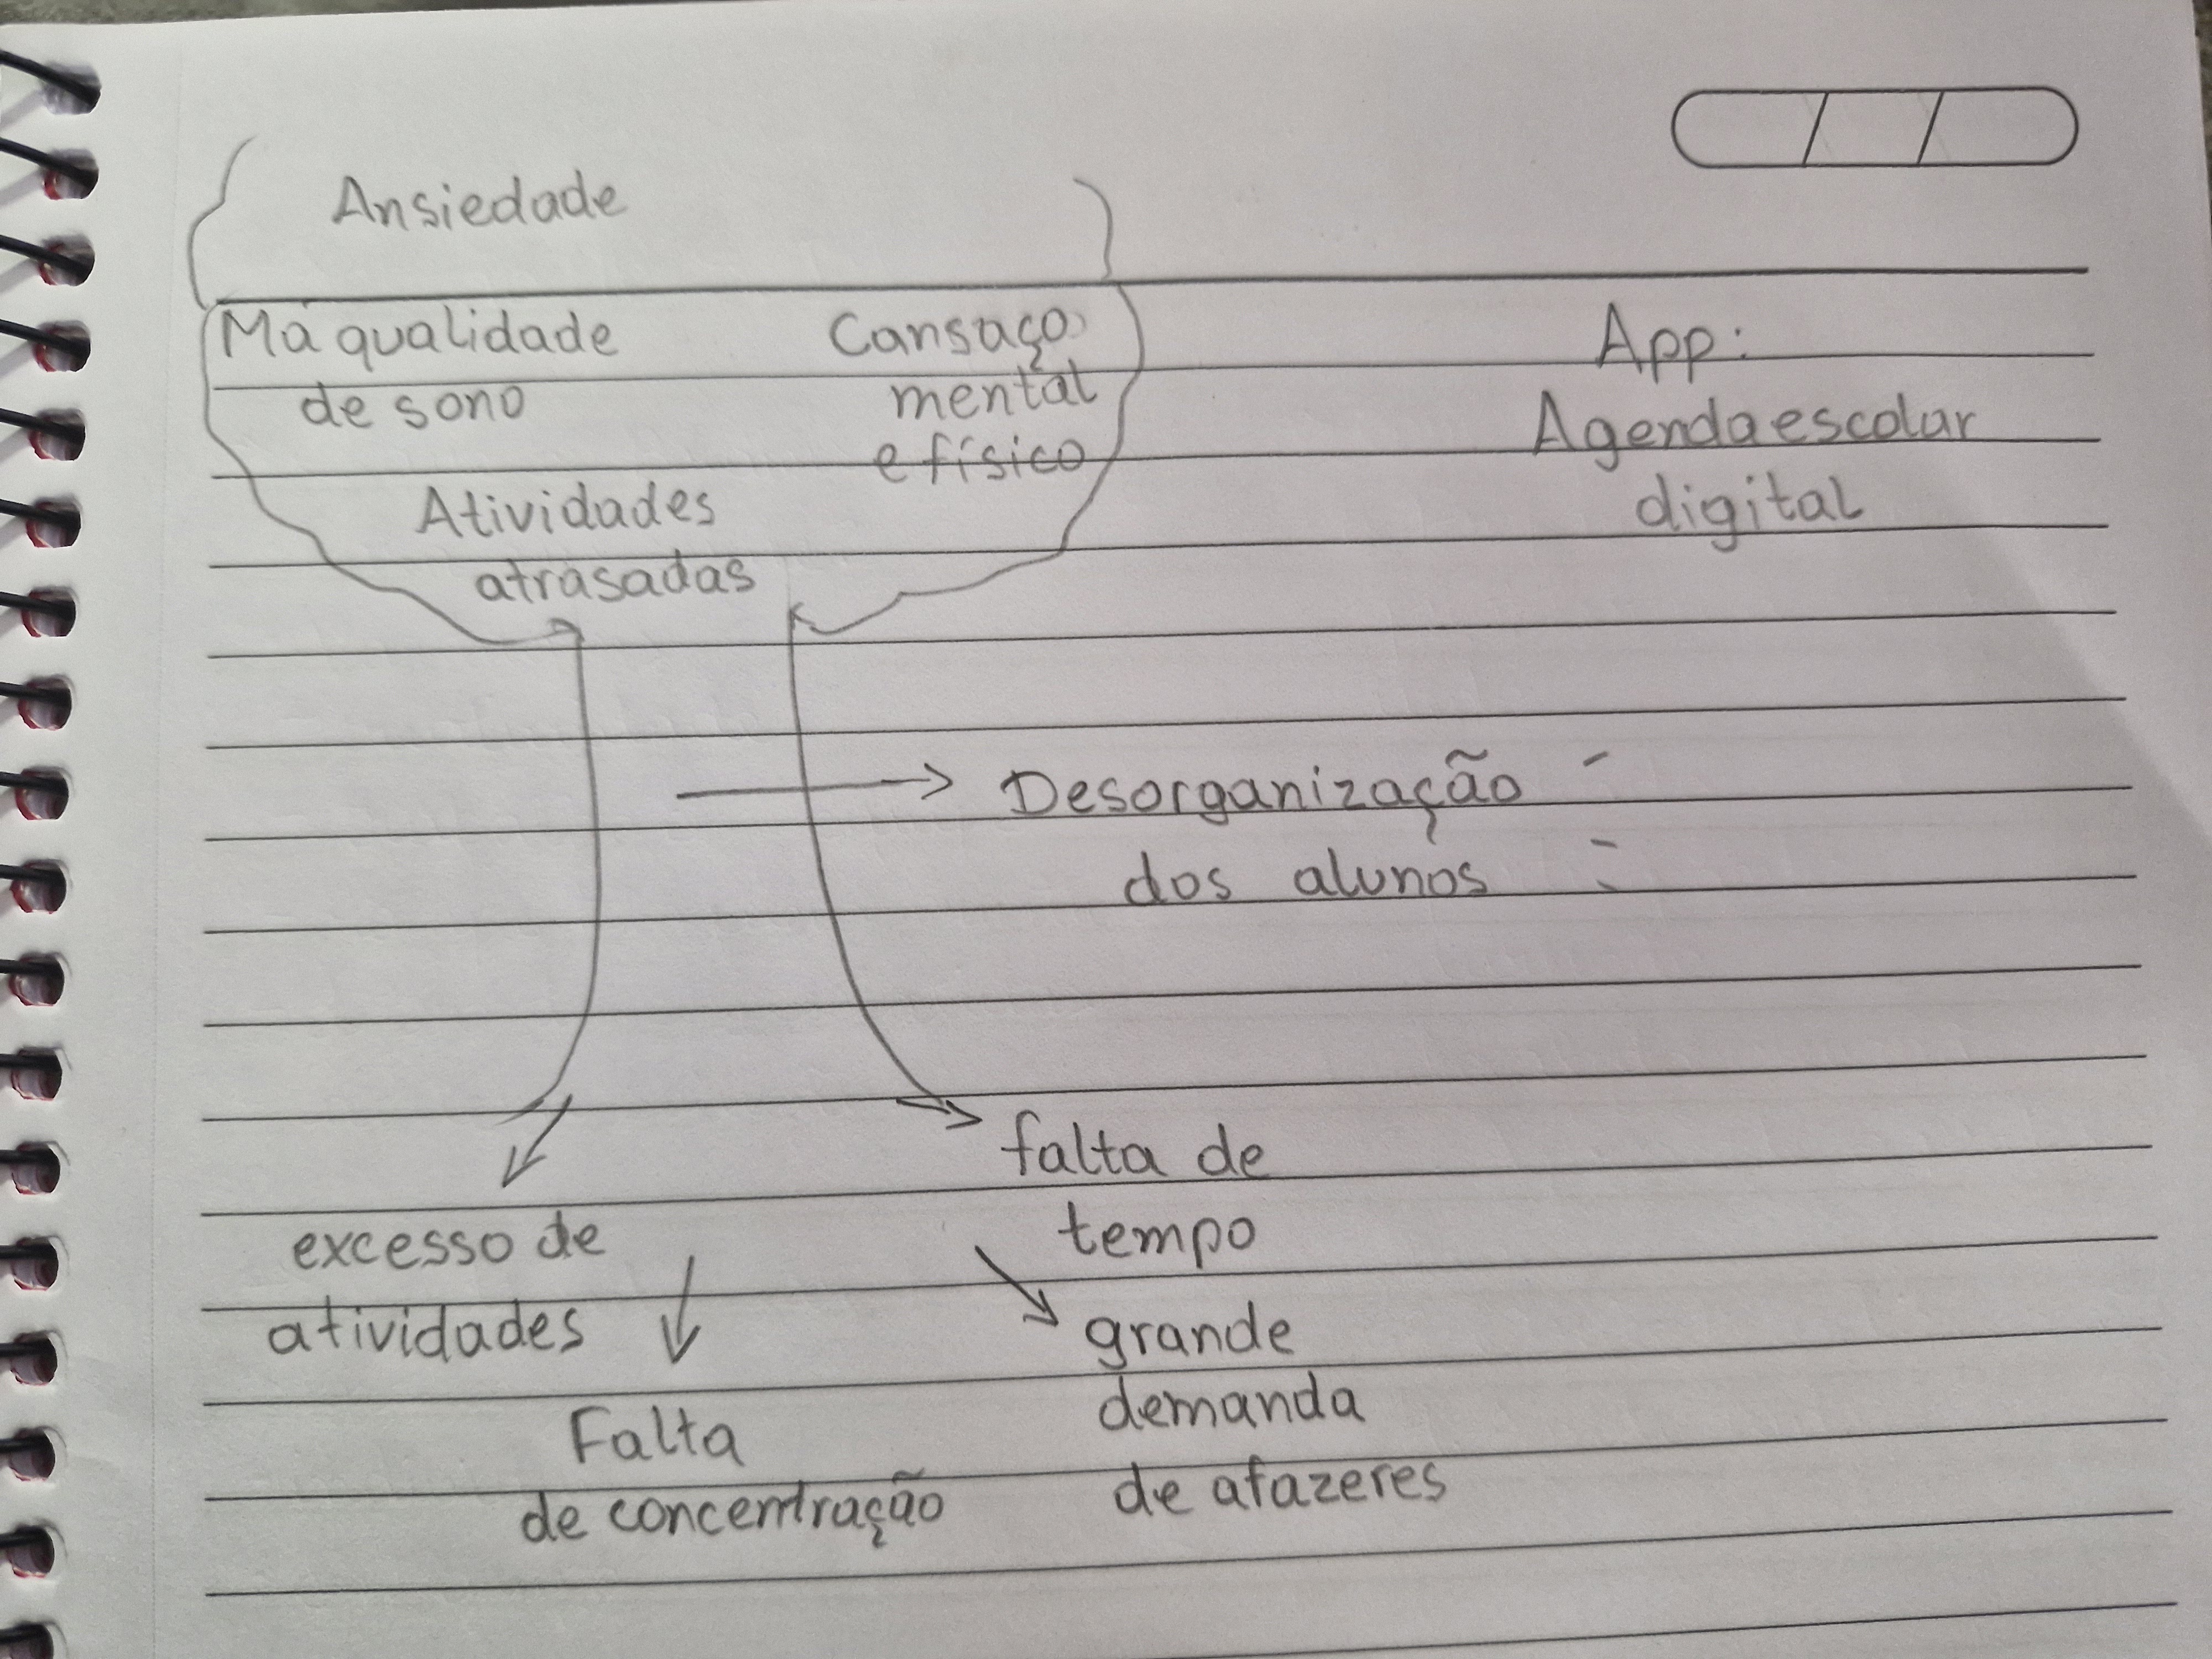 Ansiedade
Má qualidade
de sono
Cansaço
mental
e físico
Atividades
atrasadas
App:
Agenda escolar
digital
Desorganização
dos alunos
falta de
tempo
excesso de
atividades
grande
demanda
de afazeres
Falta
de concentração